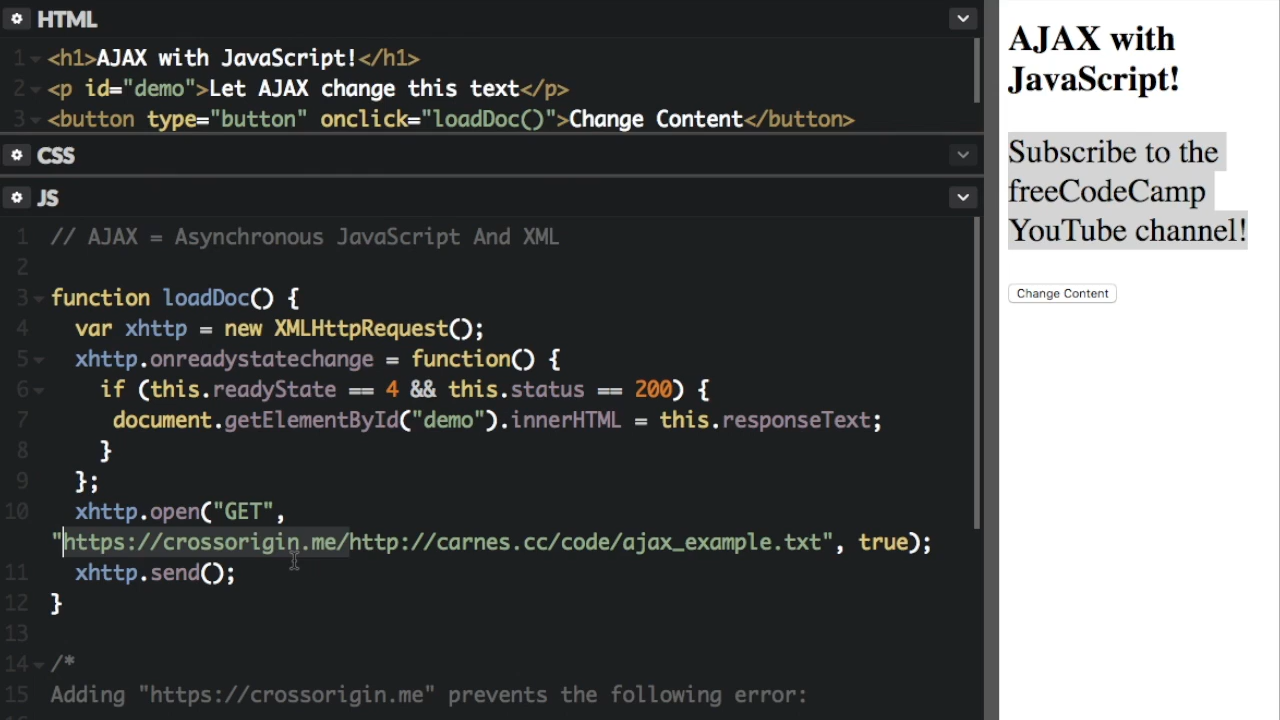 HTML
1 <h1>AJAX with JavaScript!</h1>
2 <p id="demo">Let AJAX change this text</p>
3 <button type="button" onclick="loadDoc()">Change Content</button>
CSS
JS
1 // AJAX = Asynchronous JavaScript And XML
2
3 function loadDoc() {
4 var xhttp = new XMLHttpRequest();
5 xhttp.onreadystatechange = function() {
6 if (this.readyState == 4 && this.status == 200) {
7 document.getElementById("demo").innerHTML = this.responseText;
8 }
9 };
10 xhttp.open("GET",
"https://crossorigin.me/http://carnes.cc/code/ajax_example.txt", true);
11 xhttp.send();
12 }
13
14 /*
15 Adding "https://crossorigin.me" prevents the following error:
AJAX with
JavaScript!
Subscribe to the
freeCodeCamp
YouTube channel!
Change Content